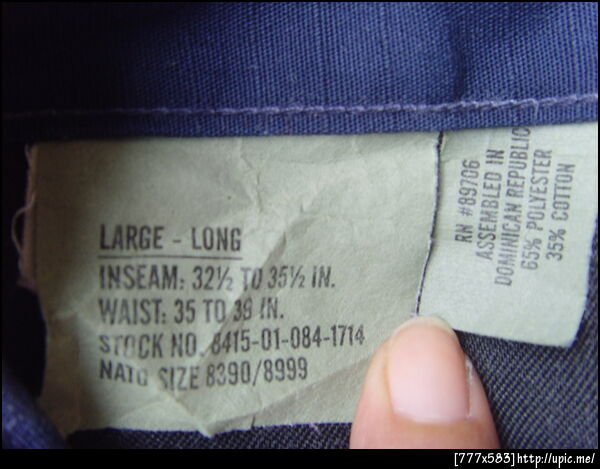 LARGE - LONG
INSEAM: 32½ TO 35½ IN.
WAIST: 35 TO 39 IN.
STOCK NO. 8415-01-084-1714
NATO SIZE 8390/8999
RN #89706
ASSEMBLED IN
DOMINICAN REPUBLIC
65% POLYESTER
35% COTTON
[777x583]http://upic.me/